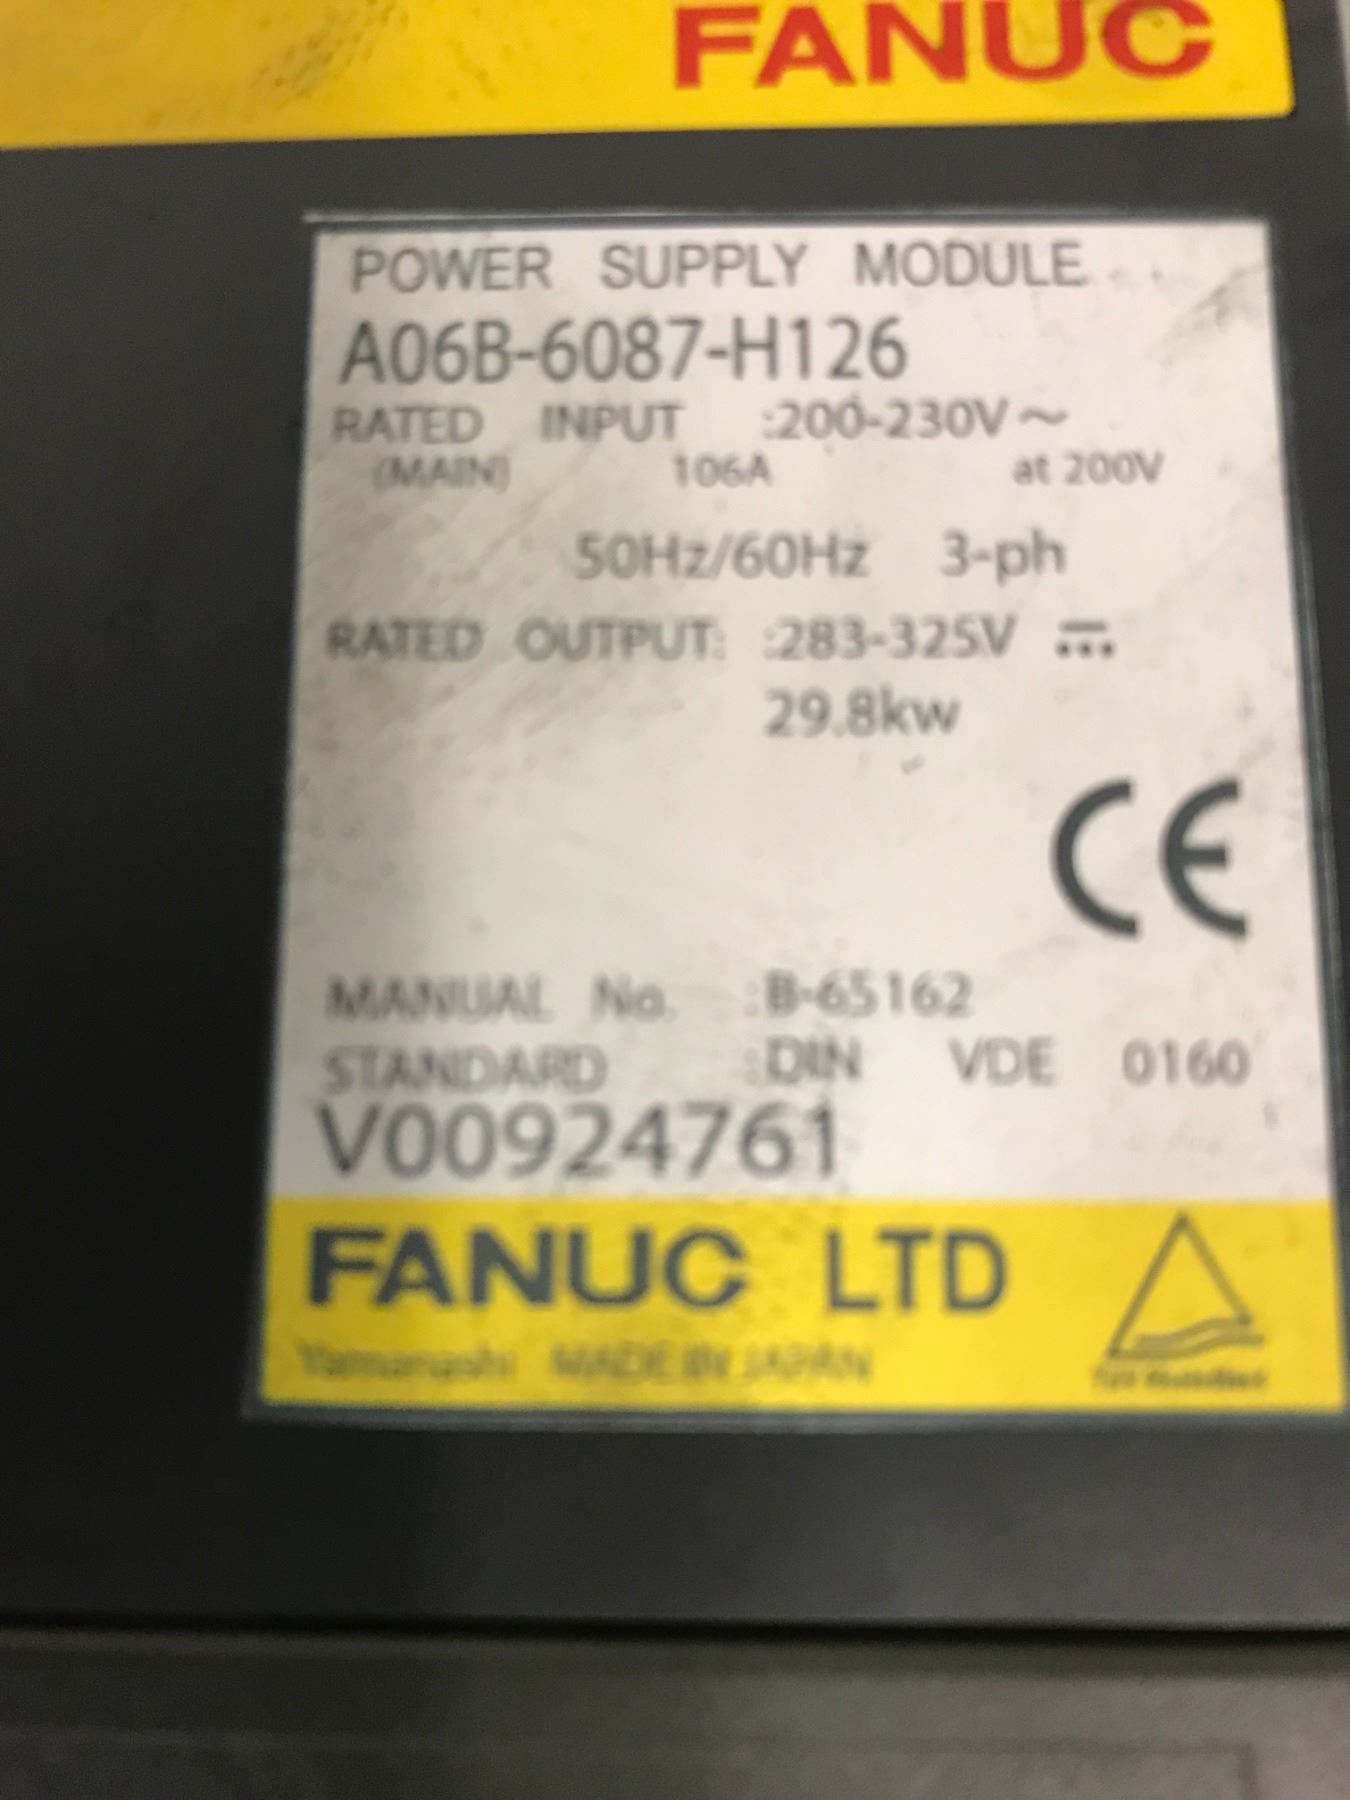 FANUC
POWER SUPPLY MODULE
A06B-6087-H126
RATED INPUT :200-230V～
(MAIN) 106A at 200V
50Hz/60Hz 3-ph
RATED OUTPUT: :283-325V ⎓
29.8kw
CE
MANUAL No. :B-65162
STANDARD :DIN VDE 0160
V00924761
FANUC LTD
Yamanashi MADE IN JAPAN